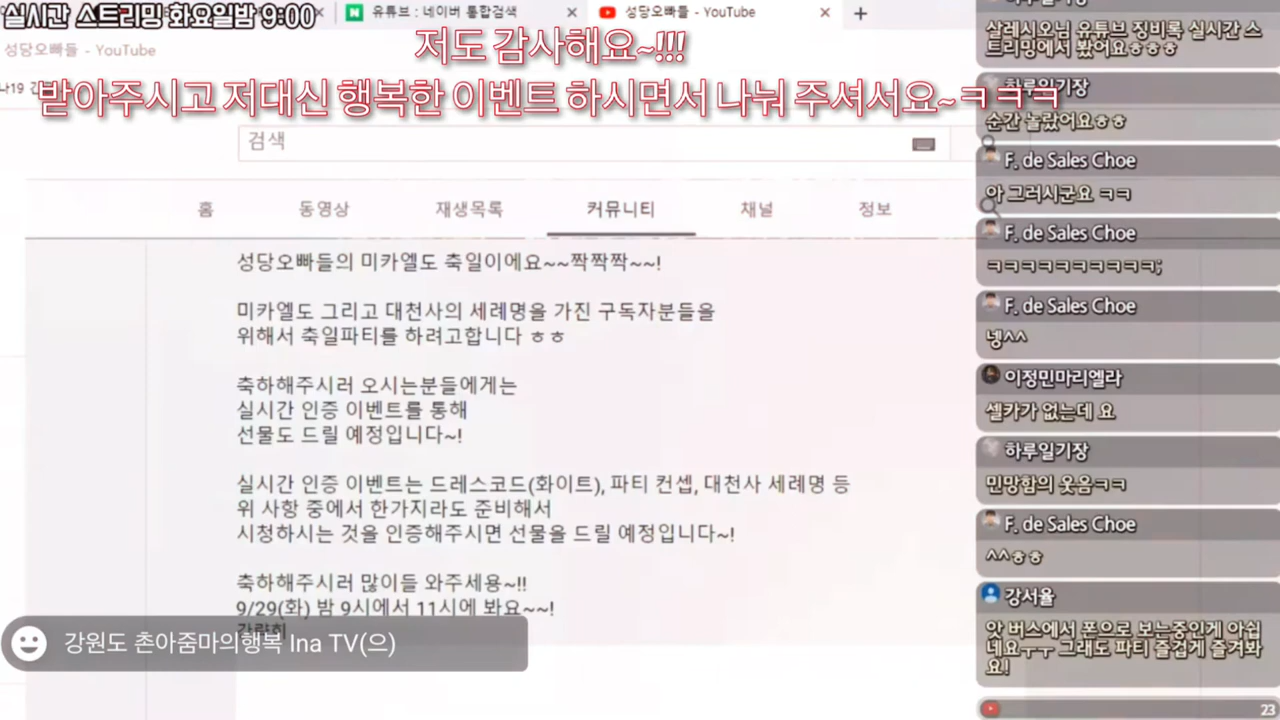 실시간 스트리밍 화요일밤 9:00
유튜브 : 네이버 통합검색
성당오빠들 - YouTube
성당오빠들 - YouTube
저도 감사해요~!!!
받아주시고 저대신 행복한 이벤트 하시면서 나눠 주셔서요~ㅋㅋㅋ
검색
홈
동영상
재생목록
커뮤니티
채널
정보
성당오빠들의 미카엘도 축일이에요~~짝짝짝~~!
미카엘도 그리고 대천사의 세례명을 가진 구독자분들을
위해서 축일파티를 하려고합니다 ㅎㅎ
축하해주시러 오시는분들에게는
실시간 인증 이벤트를 통해
선물도 드릴 예정입니다~!
실시간 인증 이벤트는 드레스코드(화이트), 파티 컨셉, 대천사 세례명 등
위 사항 중에서 한가지라도 준비해서
시청하시는 것을 인증해주시면 선물을 드릴 예정입니다~!
축하해주시러 많이들 와주세용~!!
9/29(화) 밤 9시에서 11시에 봐요~~!
강원도 촌아줌마의행복 Ina TV(으)
살레시오님 유튜브 징비록 실시간 스
트리밍에서 봤어요ㅎㅎㅎ
하루일기장
순간 놀랐어요ㅎㅎ
F. de Sales Choe
아 그러시군요 ㅋㅋ
F. de Sales Choe
ㅋㅋㅋㅋㅋㅋㅋㅋㅋㅋ;
F. de Sales Choe
넹^^
이정민마리엘라
셀카가 없는데 요
하루일기장
민망함의 웃음ㅋㅋ
F. de Sales Choe
^^ㅎㅎ
강서율
앗 버스에서 폰으로 보는중인게 아쉽
네요ㅜㅜ 그래도 파티 즐겁게 즐겨봐
요!
23